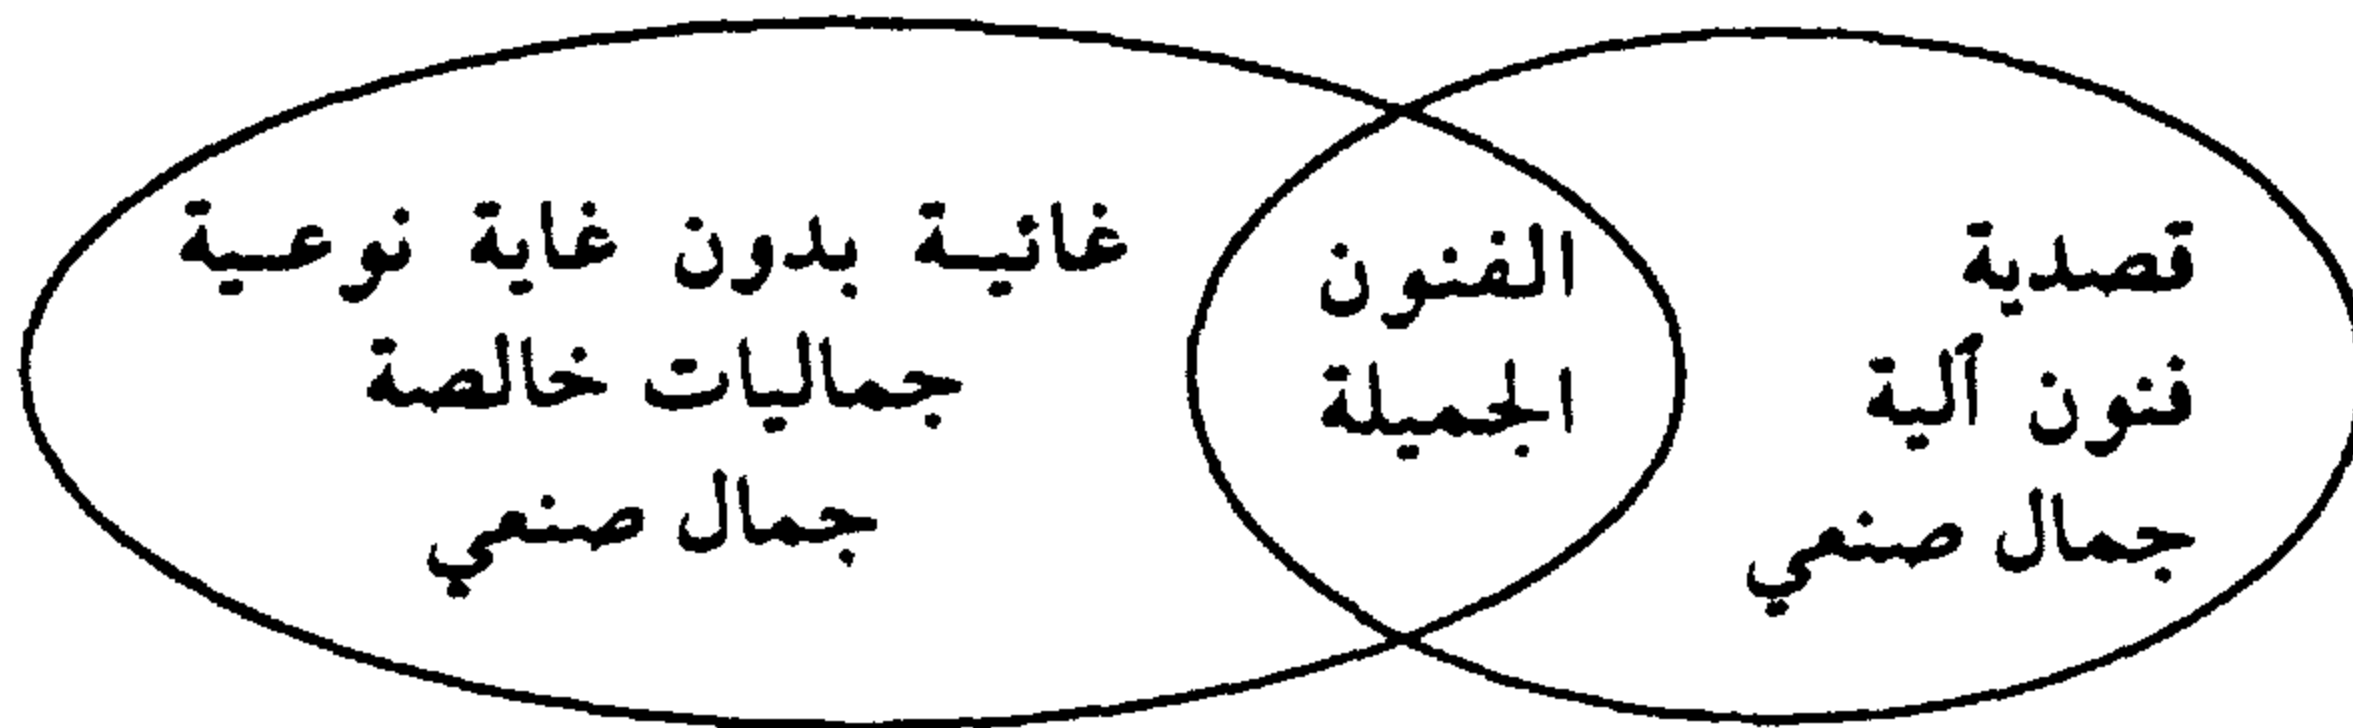 قصدية
فنون آلية
جمال صنعي
الفنون
الجميلة
غائية بدون غاية نوعية
جماليات خالصة
جمال صنعي